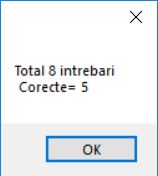 Total 8 intrebari
Corecte= 5
OK